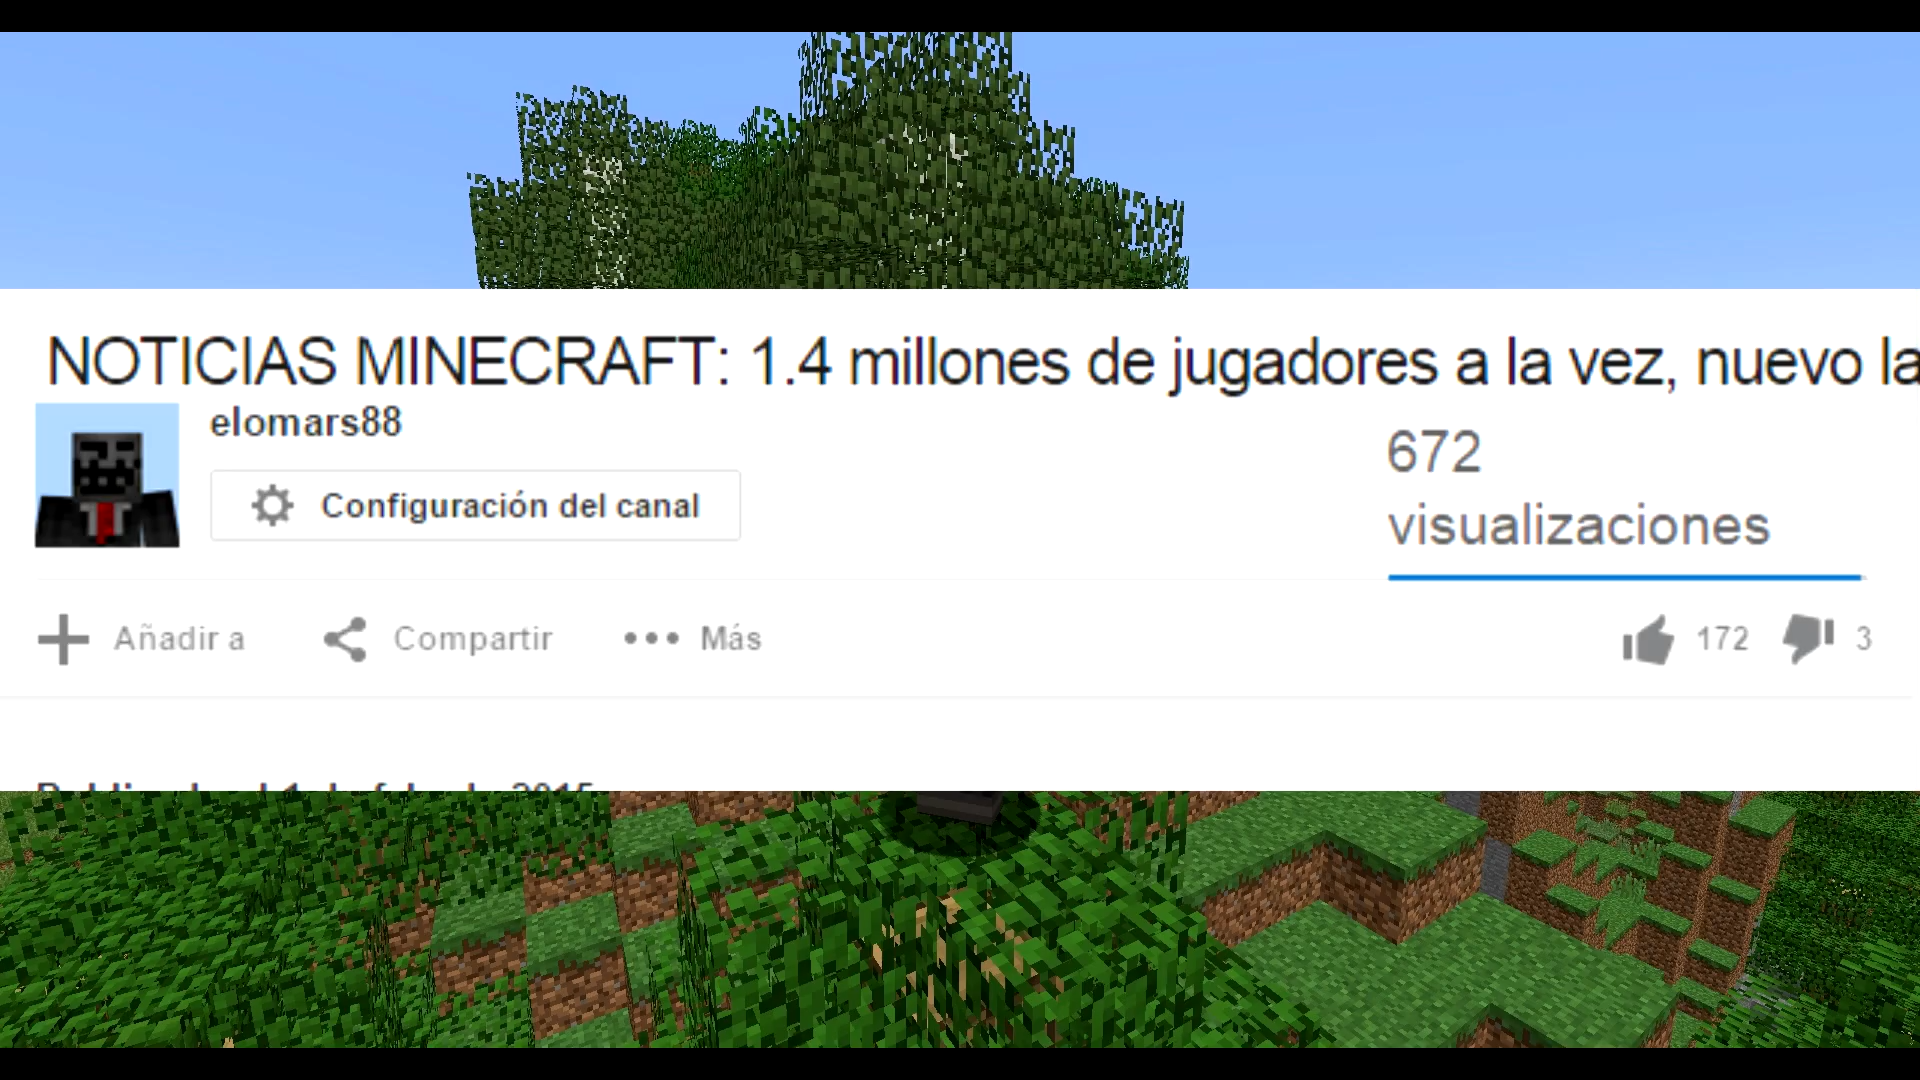 NOTICIAS MINECRAFT: 1.4 millones de jugadores a la vez, nuevo la
elomars88
Configuración del canal
672
visualizaciones
Añadir a
Compartir
Más
172
3